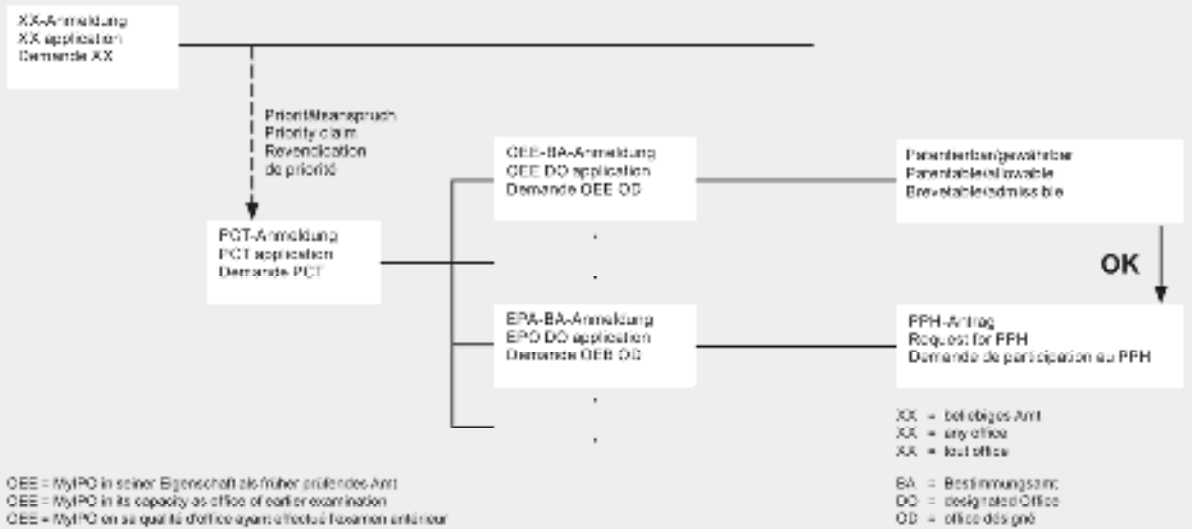 XX-Anmeldung
XX application
Demande XX
Prioritätsanspruch
Priority claim
Revendication
de priorité
PCT-Anmeldung
PCT application
Demande PCT
OEE-BA-Anmeldung
OEE DO application
Demande OEE OD
Patentierbar/gewährbar
Patentable/allowable
Brevetable/admissible
OK
EPA-BA-Anmeldung
EPO DO application
Demande OEB OD
PPH-Antrag
Request for PPH
Demande de participation au PPH
XX = beliebiges Amt
XX = any office
XX = tout office
OEE = MyIPO in seiner Eigenschaft als früher prüfendes Amt
OEE = MyIPO in its capacity as office of earlier examination
OEE = MyIPO en sa qualité d'office ayant effectué l'examen antérieur
BA = Bestimmungsamt
DO = designated Office
OD = office désigné